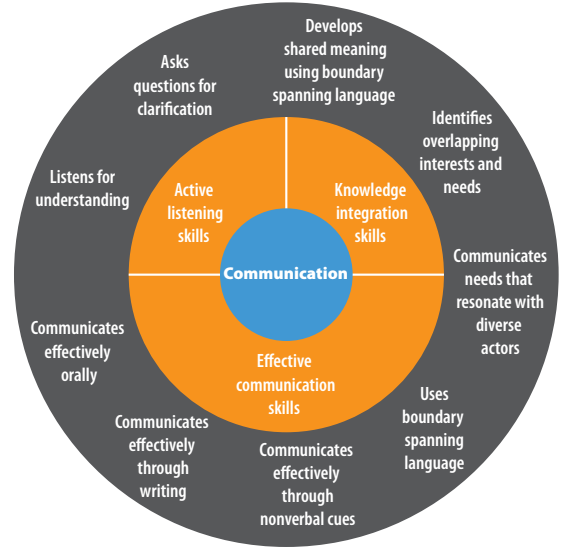 Develops
shared meaning
using boundary
spanning language
Asks
questions for
clarification
Identifies
overlapping
interests and
needs
Listens for
understanding
Active
listening
skills
Knowledge
integration
skills
Communication
Communicates
needs that
resonate with
diverse
actors
Communicates
effectively
orally
Effective
communication
skills
Uses
boundary
spanning
language
Communicates
effectively
through
writing
Communicates
effectively
through
nonverbal cues